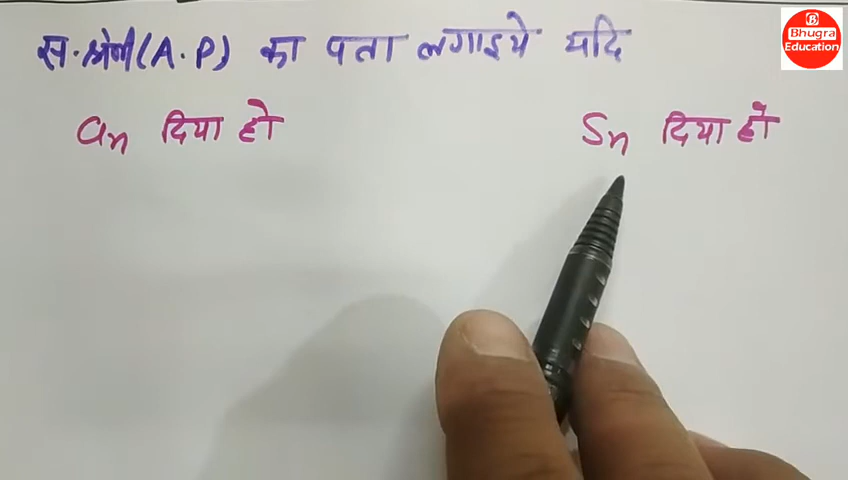 स. श्रेणी (A.P) का पता लगाइये यदि
an दिया हो
Sn दिया हो
B
Bhugra
Education